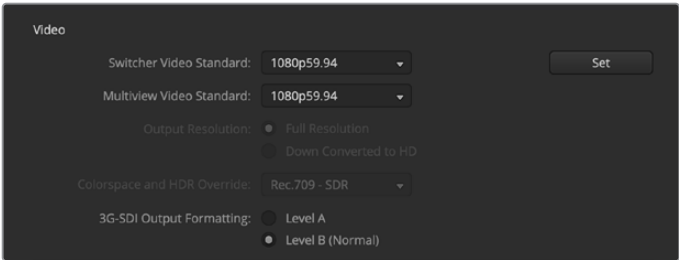 Video
Switcher Video Standard: 1080p59.94 Set
Multiview Video Standard: 1080p59.94
Output Resolution: Full Resolution
Down Converted to HD
Colorspace and HDR Override: Rec.709 - SDR
3G-SDI Output Formatting: Level A
Level B (Normal)